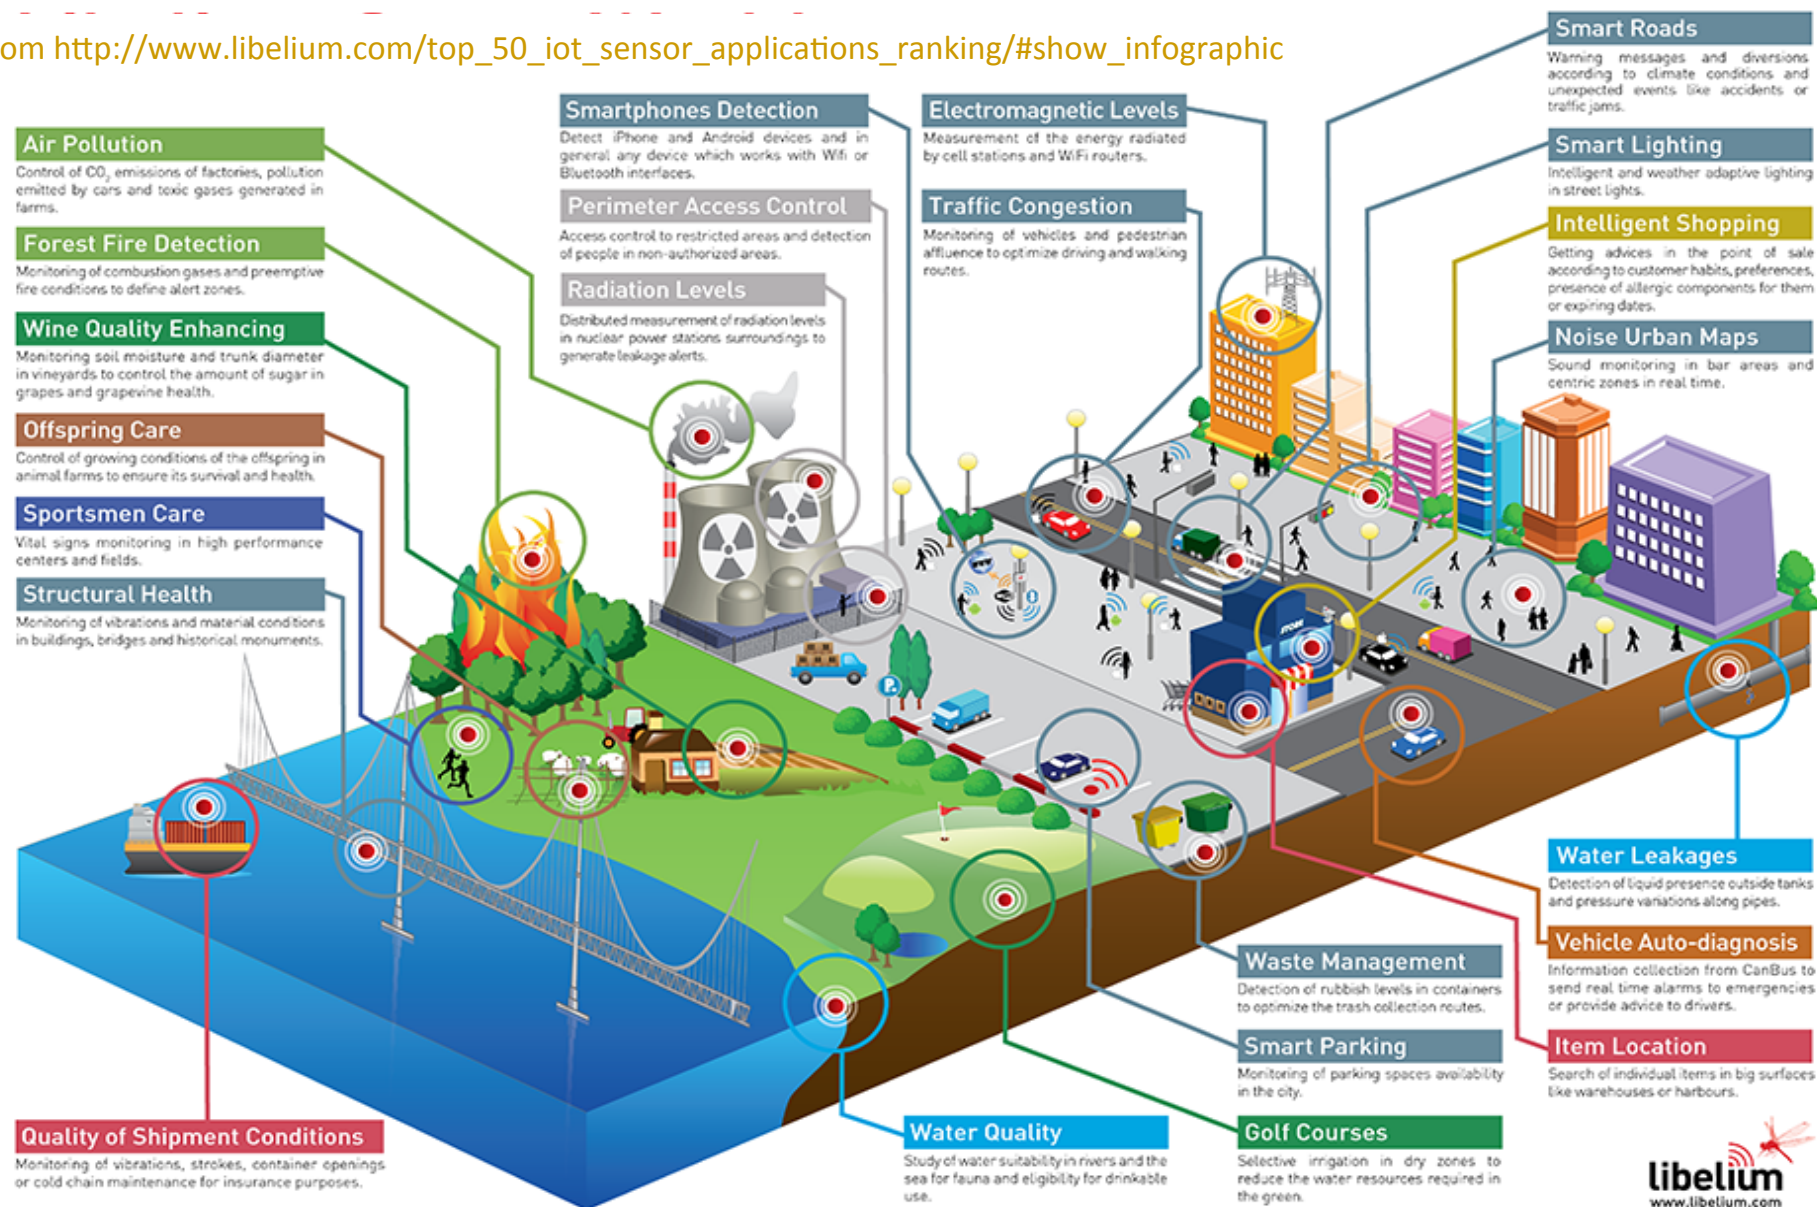 om http://www.libelium.com/top_50_iot_sensor_applications_ranking/#show_infographic
Air Pollution
Control of CO2 emissions of factories, pollution
emitted by cars and toxic gases generated in
farms.
Forest Fire Detection
Monitoring of combustion gases and preemptive
fire conditions to define alert zones.
Wine Quality Enhancing
Monitoring soil moisture and trunk diameter
in vineyards to control the amount of sugar in
grapes and grapevine health.
Offspring Care
Control of growing conditions of the offspring in
animal farms to ensure its survival and health.
Sportsmen Care
Vital signs monitoring in high performance
centers and fields.
Structural Health
Monitoring of vibrations and material conditions
in buildings, bridges and historical monuments.
Quality of Shipment Conditions
Monitoring of vibrations, strokes, container openings
or cold chain maintenance for insurance purposes.
Smartphones Detection
Detect iPhone and Android devices and in
general any device which works with Wifi or
Bluetooth interfaces.
Perimeter Access Control
Access control to restricted areas and detection
of people in non-authorized areas.
Radiation Levels
Distributed measurement of radiation levels
in nuclear power stations surroundings to
generate leakage alerts.
Electromagnetic Levels
Measurement of the energy radiated
by cell stations and WiFi routers.
Traffic Congestion
Monitoring of vehicles and pedestrian
affluence to optimize driving and walking
routes.
Smart Roads
Warning messages and diversions
according to climate conditions and
unexpected events like accidents or
traffic jams.
Smart Lighting
Intelligent and weather adaptive lighting
in street lights.
Intelligent Shopping
Getting advices in the point of sale
according to customer habits, preferences,
presence of allergic components for them
or expiring dates.
Noise Urban Maps
Sound monitoring in bar areas and
centric zones in real time.
STORE
P
Water Leakages
Detection of liquid presence outside tanks
and pressure variations along pipes.
Vehicle Auto-diagnosis
Information collection from CanBus to
send real time alarms to emergencies
or provide advice to drivers.
Item Location
Search of individual items in big surfaces
like warehouses or harbours.
Waste Management
Detection of rubbish levels in containers
to optimize the trash collection routes.
Smart Parking
Monitoring of parking spaces availability
in the city.
Golf Courses
Selective irrigation in dry zones to
reduce the water resources required in
the green.
Water Quality
Study of water suitability in rivers and the
sea for fauna and eligibility for drinkable
use.
libelium
www.libelium.com